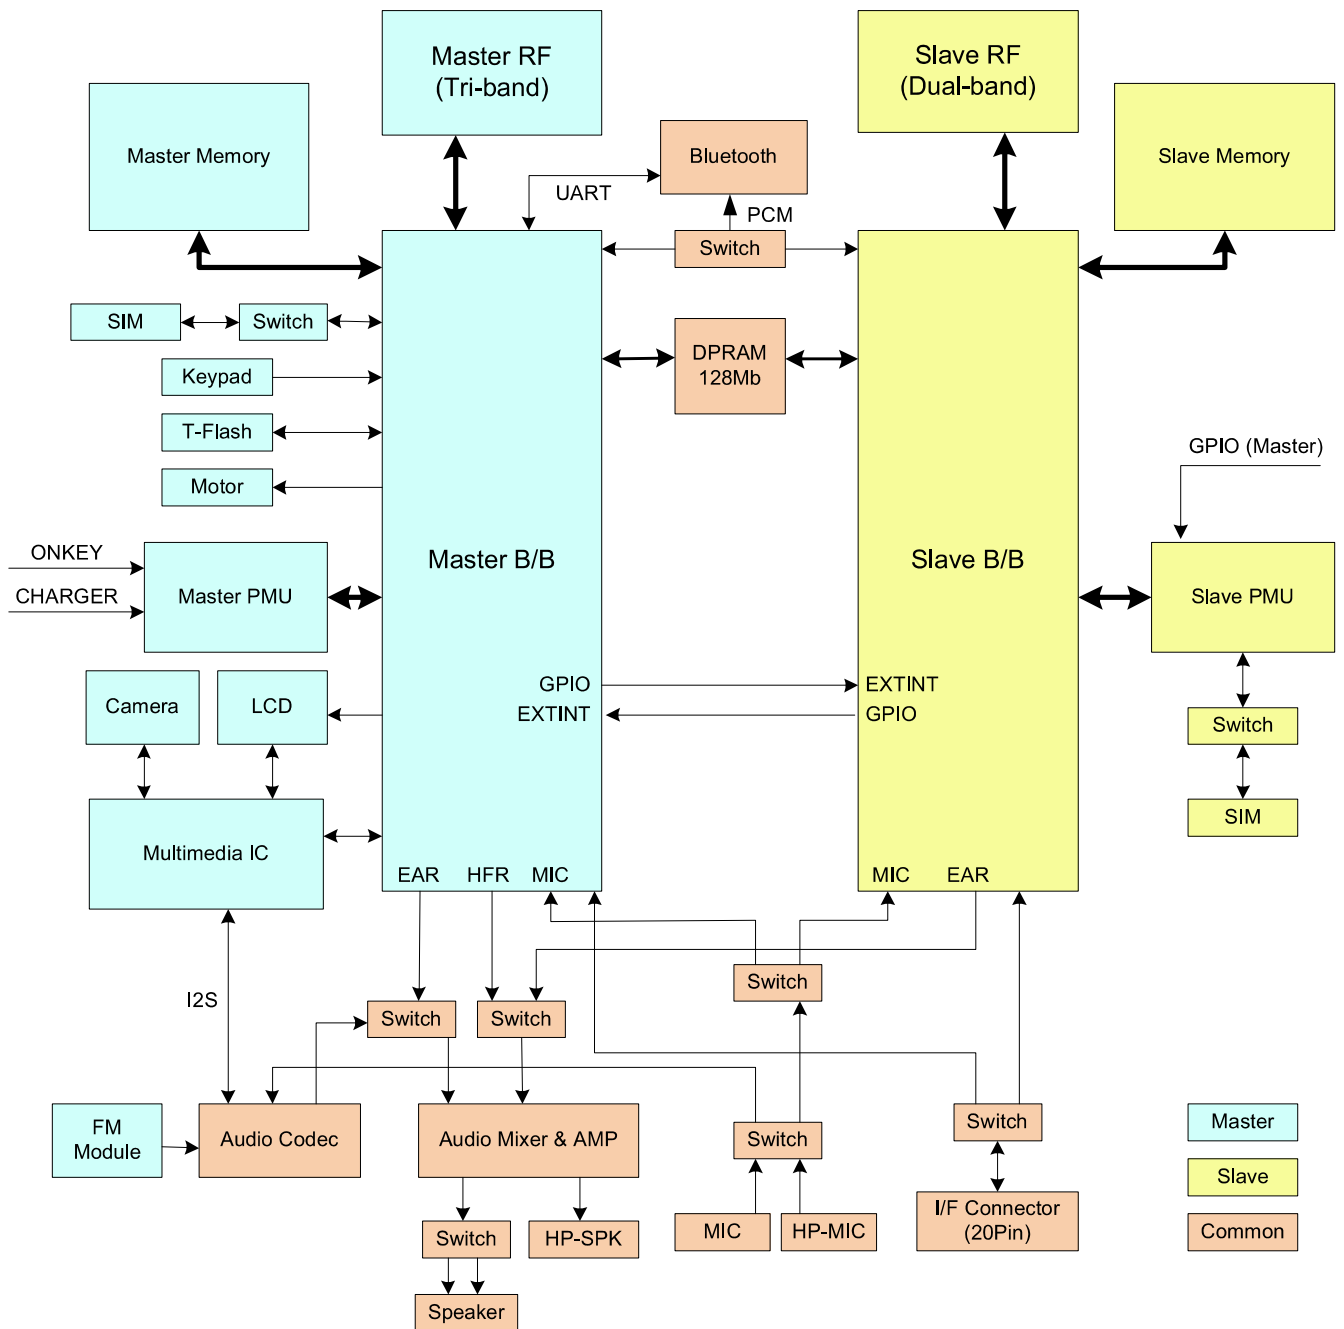 Master RF
(Tri-band)
Slave RF
(Dual-band)
Master Memory
Bluetooth
Slave Memory
UART
PCM
Switch
SIM
Switch
DPRAM
128Mb
Keypad
T-Flash
GPIO (Master)
Motor
ONKEY
Master B/B
Slave B/B
CHARGER
Master PMU
Slave PMU
GPIO
EXTINT
Camera
LCD
EXTINT
GPIO
Switch
SIM
Multimedia IC
EAR
HFR
MIC
MIC
EAR
Switch
I2S
Switch
Switch
FM
Module
Audio Codec
Audio Mixer & AMP
Switch
Switch
Master
Slave
I/F Connector
(20Pin)
Switch
HP-SPK
MIC
HP-MIC
Common
Speaker